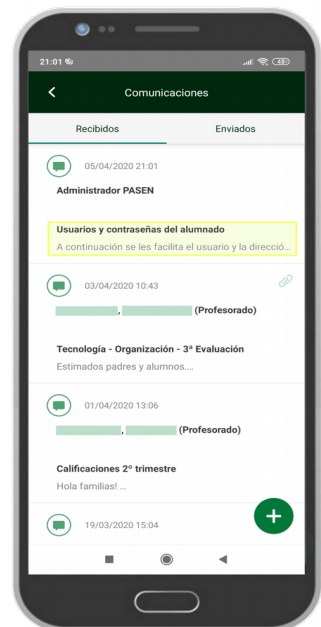 21:01
Comunicaciones
Recibidos Enviados
05/04/2020 21:01
Administrador PASEN
Usuarios y contraseñas del alumnado
A continuación se les facilita el usuario y la direcció...
03/04/2020 10:43
, (Profesorado)
Tecnología - Organización - 3ª Evaluación
Estimados padres y alumnos....
01/04/2020 13:06
, (Profesorado)
Calificaciones 2º trimestre
Hola familias! ...
19/03/2020 15:04